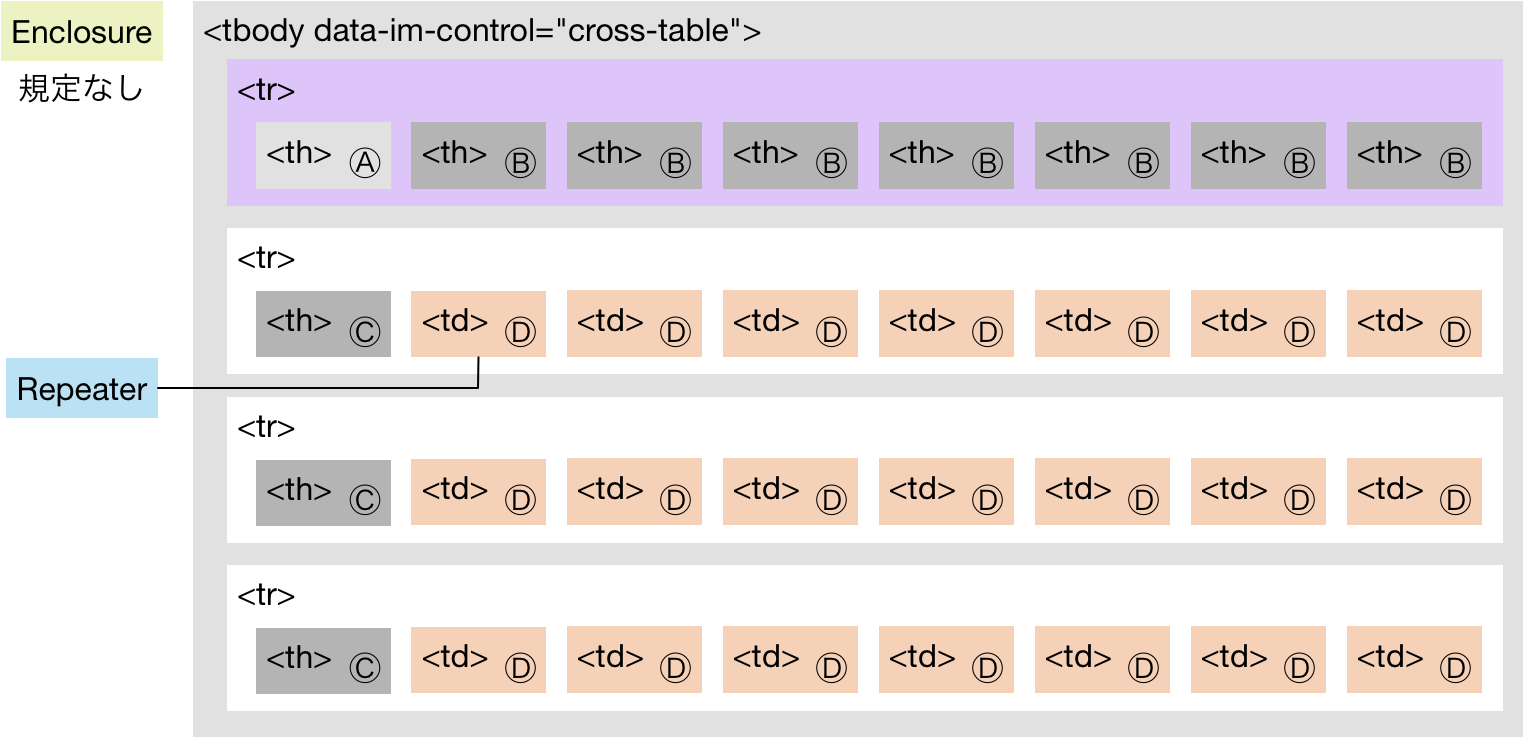 Enclosure
規定なし
<tbody data-im-control="cross-table">
<tr>
<th> Ⓐ <th> Ⓑ <th> Ⓑ <th> Ⓑ <th> Ⓑ <th> Ⓑ <th> Ⓑ <th> Ⓑ
<tr>
<th> Ⓒ <td> Ⓓ <td> Ⓓ <td> Ⓓ <td> Ⓓ <td> Ⓓ <td> Ⓓ <td> Ⓓ
Repeater
<tr>
<th> Ⓒ <td> Ⓓ <td> Ⓓ <td> Ⓓ <td> Ⓓ <td> Ⓓ <td> Ⓓ <td> Ⓓ
<tr>
<th> Ⓒ <td> Ⓓ <td> Ⓓ <td> Ⓓ <td> Ⓓ <td> Ⓓ <td> Ⓓ <td> Ⓓ